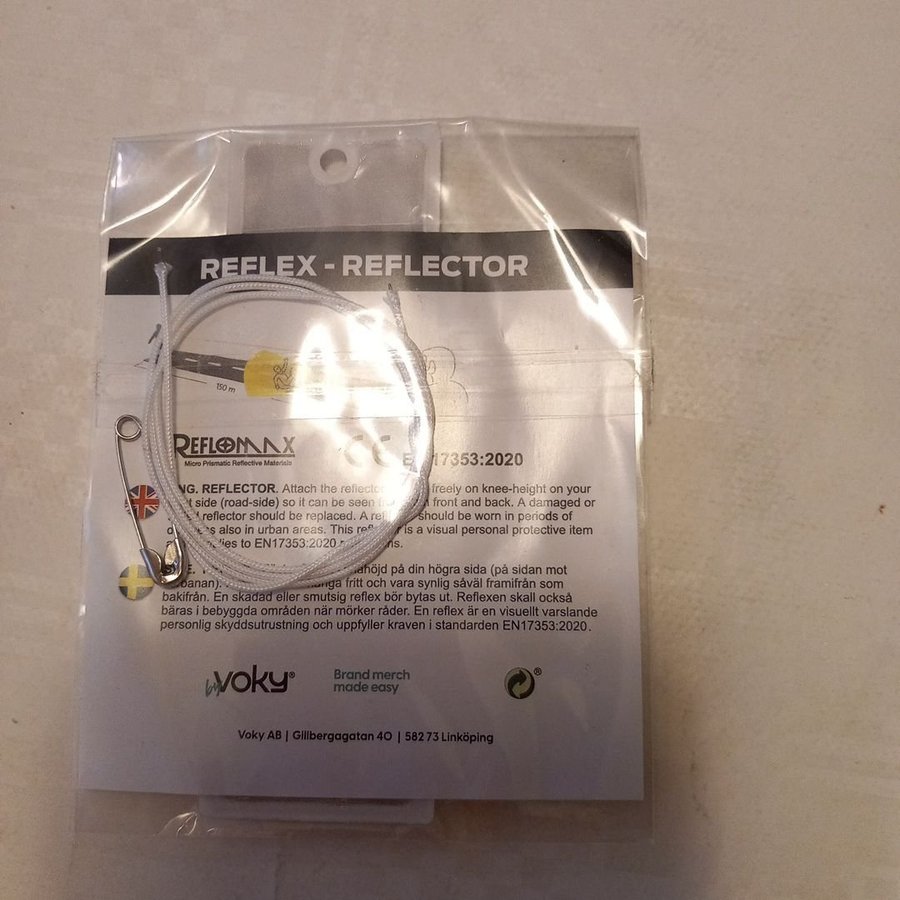 REFLEX - REFLECTOR
150 m
REFLOMAX
Micro Prismatic Reflective Materials
CE 17353:2020
ENG. REFLECTOR. Attach the reflector freely on knee-height on your
side (road-side) so it can be seen front and back. A damaged or
reflector should be replaced. A should be worn in periods of
also in urban areas. This is a visual personal protective item
to EN17353:2020
på din högra sida (på sidan mot
fritt och vara synlig såväl framifrån som
bakifrån. En skadad eller smutsig reflex bör bytas ut. Reflexen skall också
bäras i bebyggda områden när mörker råder. En reflex är en visuellt varslande
personlig skyddsutrustning och uppfyller kraven i standarden EN17353:2020.
by voky®
Brand merch
made easy
®
Voky AB | Gillbergagatan 40 | 582 73 Linköping